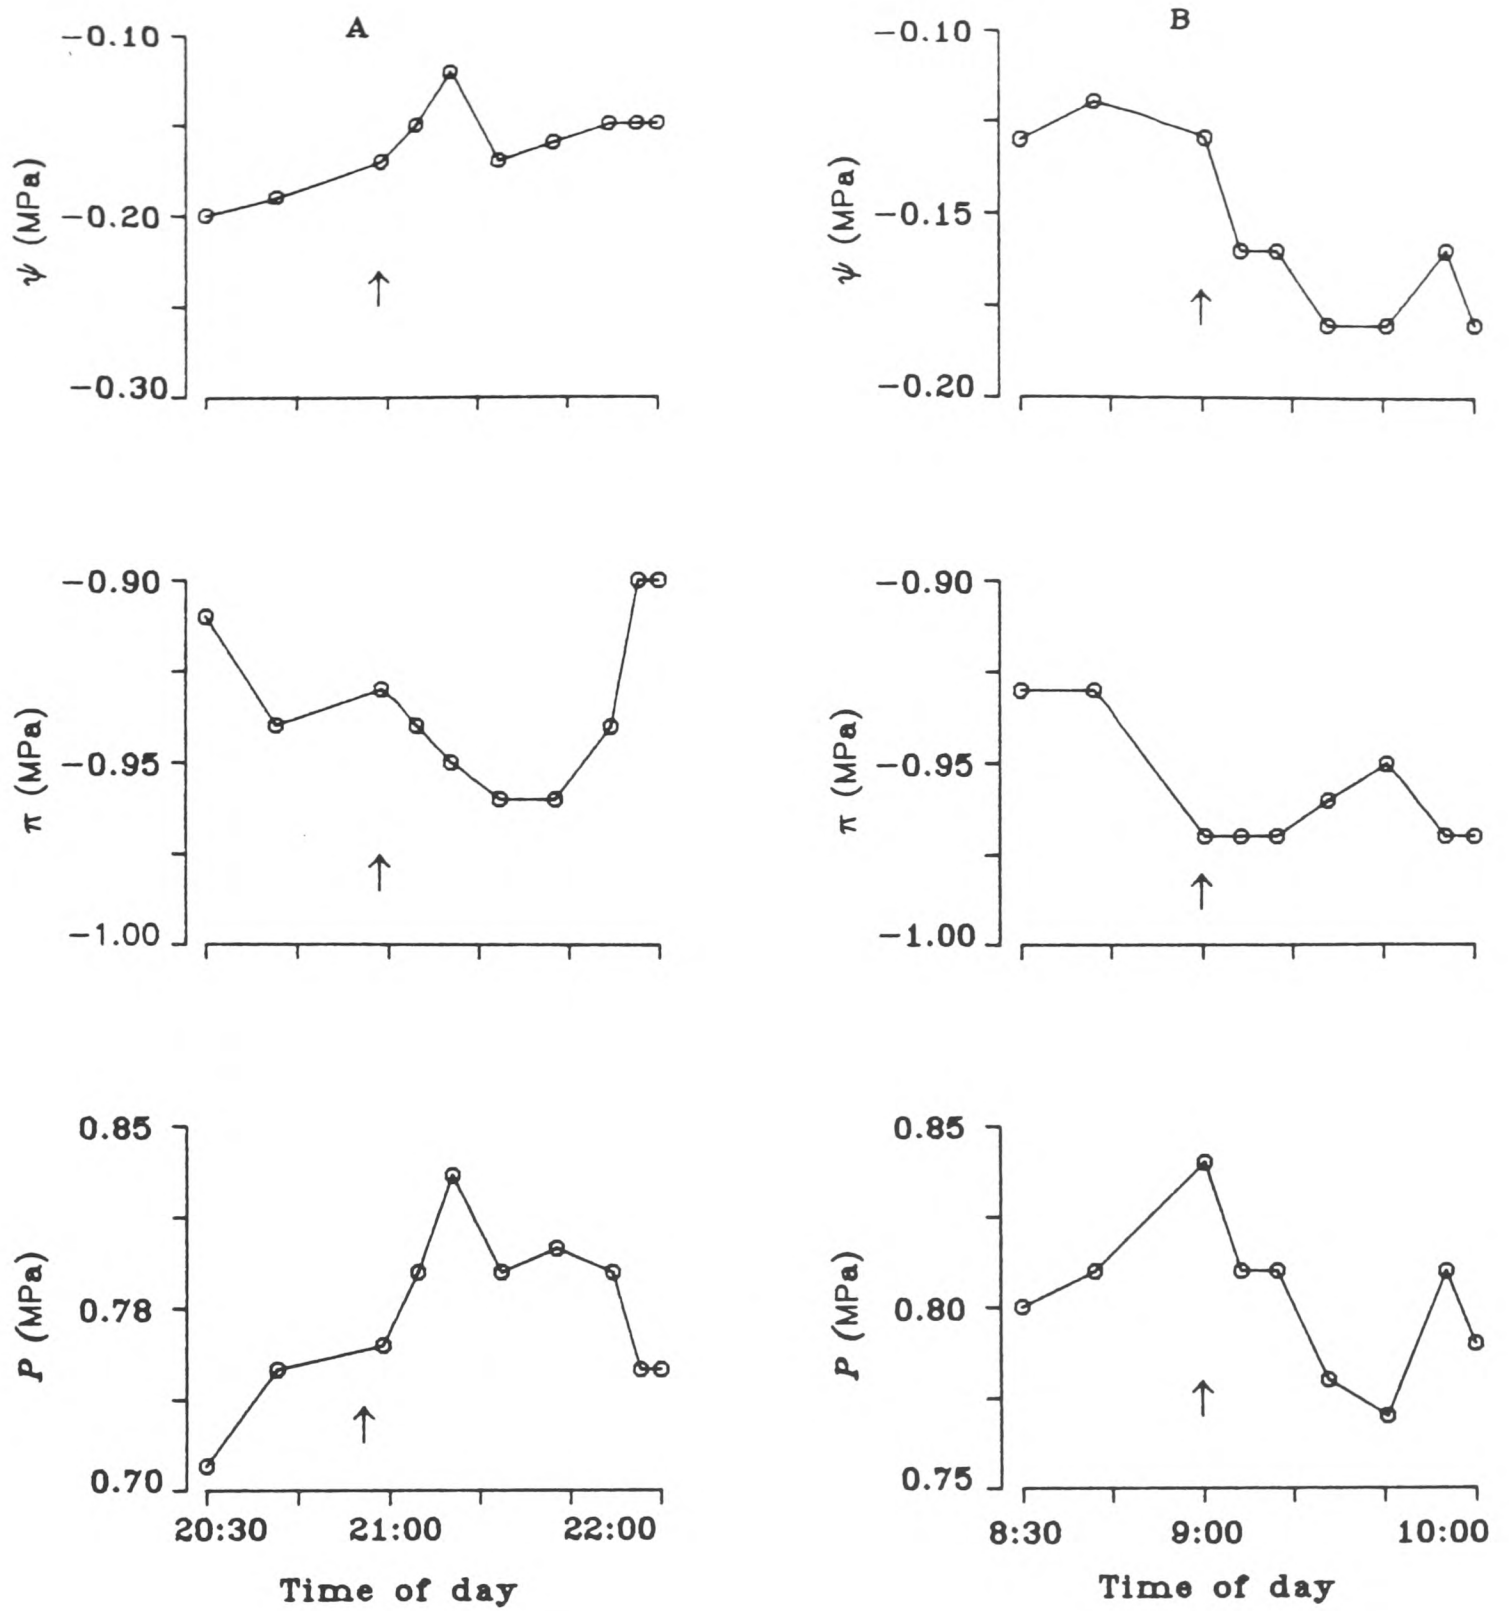 A
−0.10
−0.20
−0.30
ψ (MPa)
B
−0.10
−0.15
−0.20
ψ (MPa)
−0.90
−0.95
−1.00
π (MPa)
−0.90
−0.95
−1.00
π (MPa)
0.85
0.78
0.70
P (MPa)
20:30 21:00 22:00
Time of day
0.85
0.80
0.75
P (MPa)
8:30 9:00 10:00
Time of day